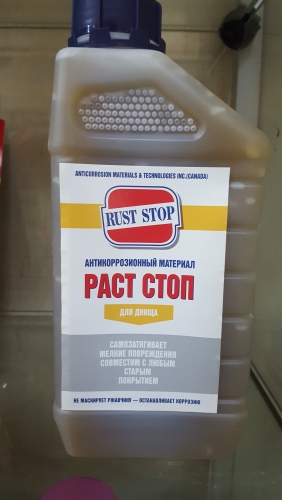 ANTICORROSION MATERIALS & TECHNOLOGIES INC.(CANADA)
RUST STOP
АНТИКОРРОЗИОННЫЙ МАТЕРИАЛ
РАСТ СТОП
ДЛЯ ДНИЩА
САМОЗАТЯГИВАЕТ
МЕЛКИЕ ПОВРЕЖДЕНИЯ
СОВМЕСТИМ С ЛЮБЫМ
СТАРЫМ
ПОКРЫТИЕМ
НЕ МАСКИРУЕТ РЖАВЧИНУ — ОСТАНАВЛИВАЕТ КОРРОЗИЮ